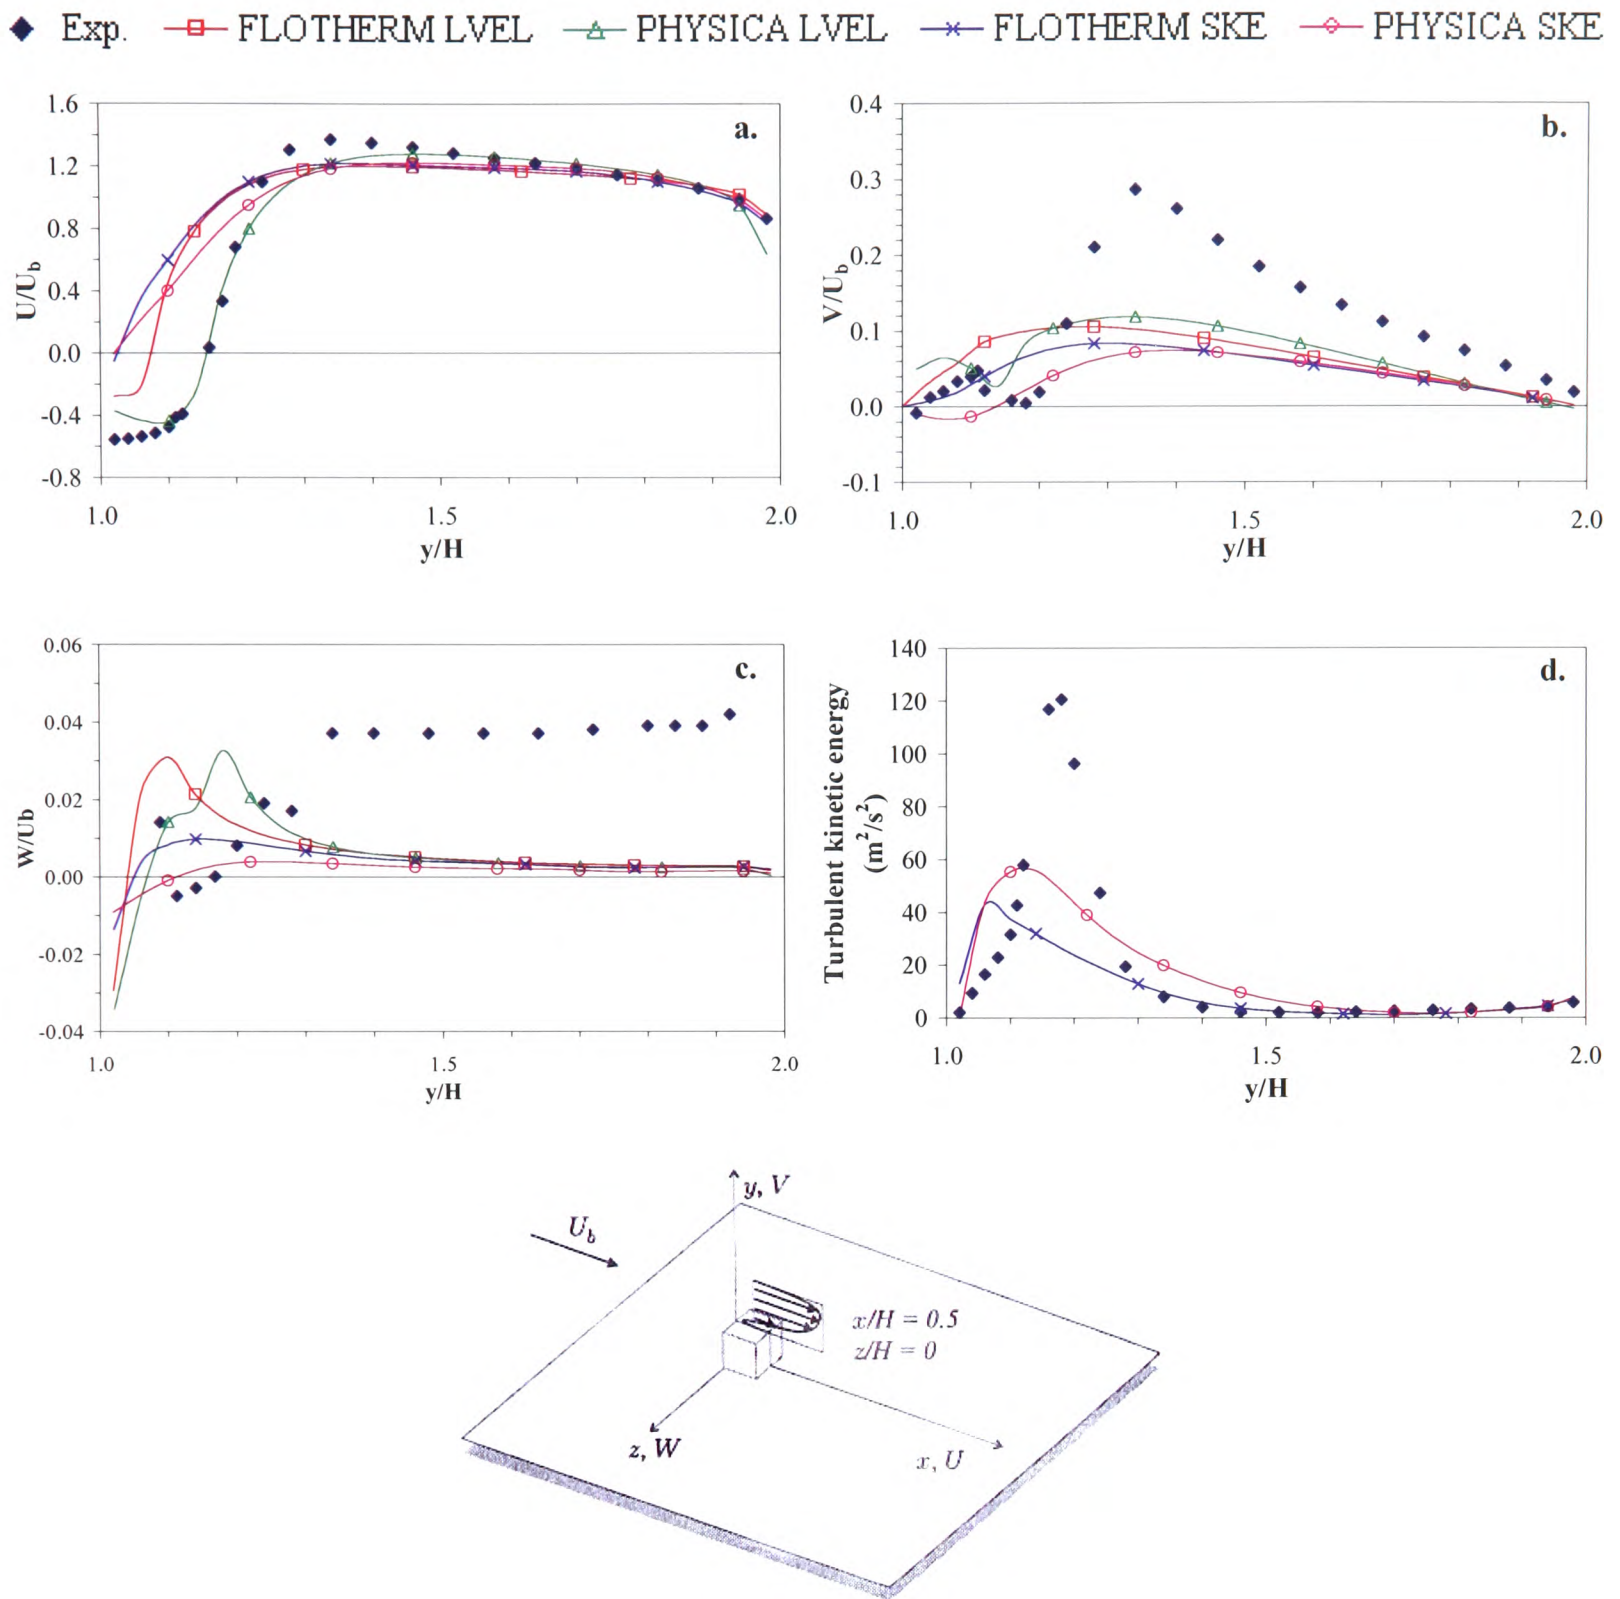 Exp. FLOTHERM LVEL PHYSICA LVEL FLOTHERM SKE PHYSICA SKE
a.
U/Ub
1.6
1.2
0.8
0.4
0.0
-0.4
-0.8
1.0 1.5 2.0
y/H
b.
V/Ub
0.4
0.3
0.2
0.1
0.0
-0.1
1.0 1.5 2.0
y/H
c.
W/Ub
0.06
0.04
0.02
0.00
-0.02
-0.04
1.0 1.5 2.0
y/H
d.
Turbulent kinetic energy
(m²/s²)
140
120
100
80
60
40
20
0
1.0 1.5 2.0
y/H
y, V
Ub
x/H = 0.5
z/H = 0
z, W
x, U